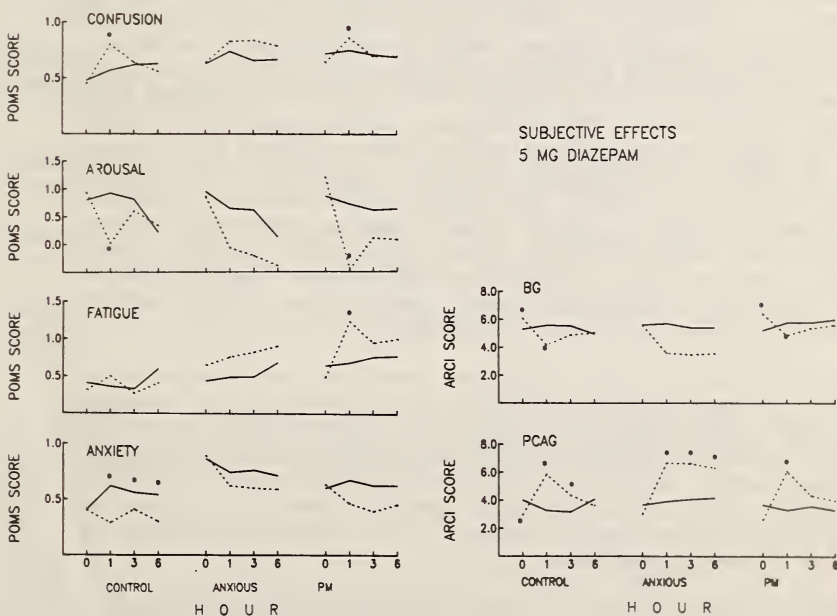 CONFUSION
POMS SCORE
1.0
0.5
SUBJECTIVE EFFECTS
5 MG DIAZEPAM
AROUSAL
POMS SCORE
1.5
1.0
0.5
0.0
FATIGUE
POMS SCORE
1.5
1.0
0.5
ANXIETY
POMS SCORE
1.0
0.5
0 1 3 6 0 1 3 6 0 1 3 6
CONTROL ANXIOUS PM
HOUR
BG
ARCI SCORE
8.0
6.0
4.0
2.0
PCAG
ARCI SCORE
8.0
6.0
4.0
2.0
0 1 3 6 0 1 3 6 0 1 3 6
CONTROL ANXIOUS PM
HOUR